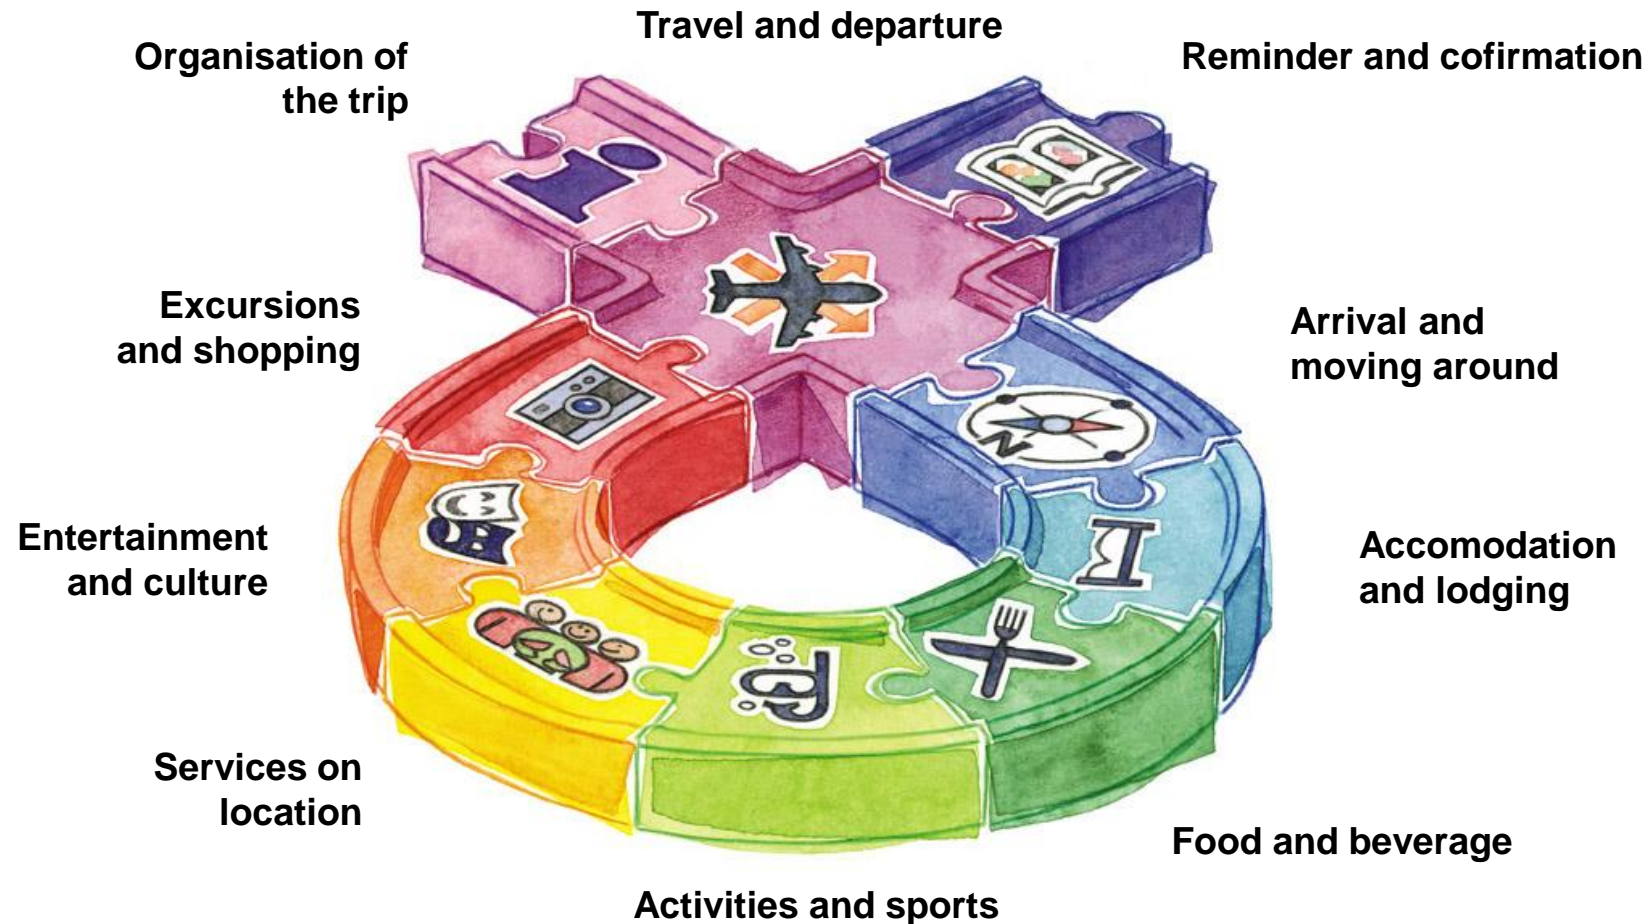 Travel and departure
Organisation of
the trip
Reminder and cofirmation
Excursions
and shopping
Arrival and
moving around
N
Entertainment
and culture
Accomodation
and lodging
Services on
location
Food and beverage
Activities and sports